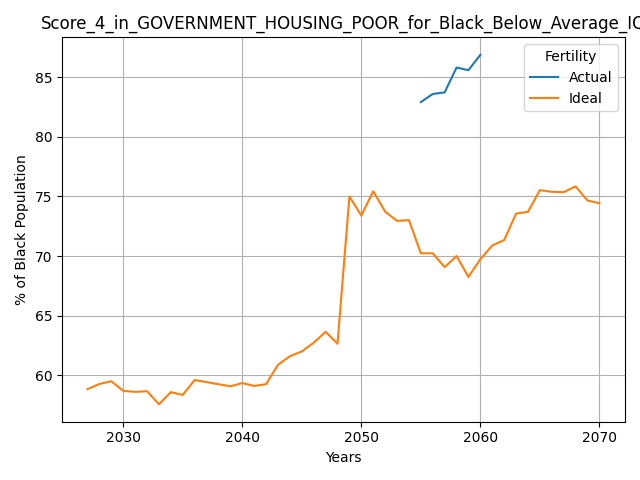 Score_4_in_GOVERNMENT_HOUSING_POOR_for_Black_Below_Average_IQ
Fertility
Actual
Ideal
% of Black Population
85
80
75
70
65
60
2030 2040 2050 2060 2070
Years